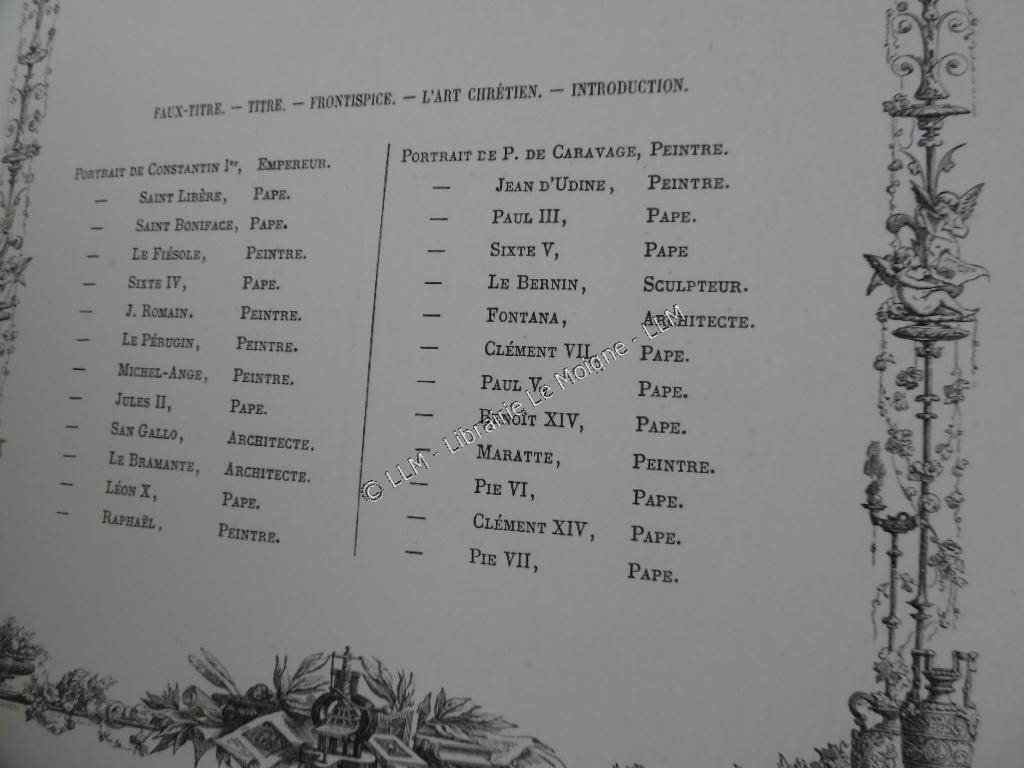 FAUX-TITRE. — TITRE. — FRONTISPICE. — L'ART CHRÉTIEN. — INTRODUCTION.
PORTRAIT DE CONSTANTIN Ier, EMPEREUR.
— SAINT LIBÈRE, PAPE.
— SAINT BONIFACE, PAPE.
— LE FIÉSOLE, PEINTRE.
— SIXTE IV, PAPE.
— J. ROMAIN. PEINTRE.
— LE PÉRUGIN, PEINTRE.
— MICHEL-ANGE, PEINTRE.
— JULES II, PAPE.
— SAN GALLO, ARCHITECTE.
— LE BRAMANTE, ARCHITECTE.
— LÉON X, PAPE.
— RAPHAËL, PEINTRE.
PORTRAIT DE P. DE CARAVAGE, PEINTRE.
— JEAN D'UDINE, PEINTRE.
— PAUL III, PAPE.
— SIXTE V, PAPE
— LE BERNIN, SCULPTEUR.
— FONTANA, ARCHITECTE.
— CLÉMENT VII, PAPE.
— PAUL V, PAPE.
— BENOÎT XIV, PAPE.
— MARATTE, PEINTRE.
— PIE VI, PAPE.
— CLÉMENT XIV, PAPE.
— PIE VII, PAPE.
© LLM - Librairie Le Moigne - LLM